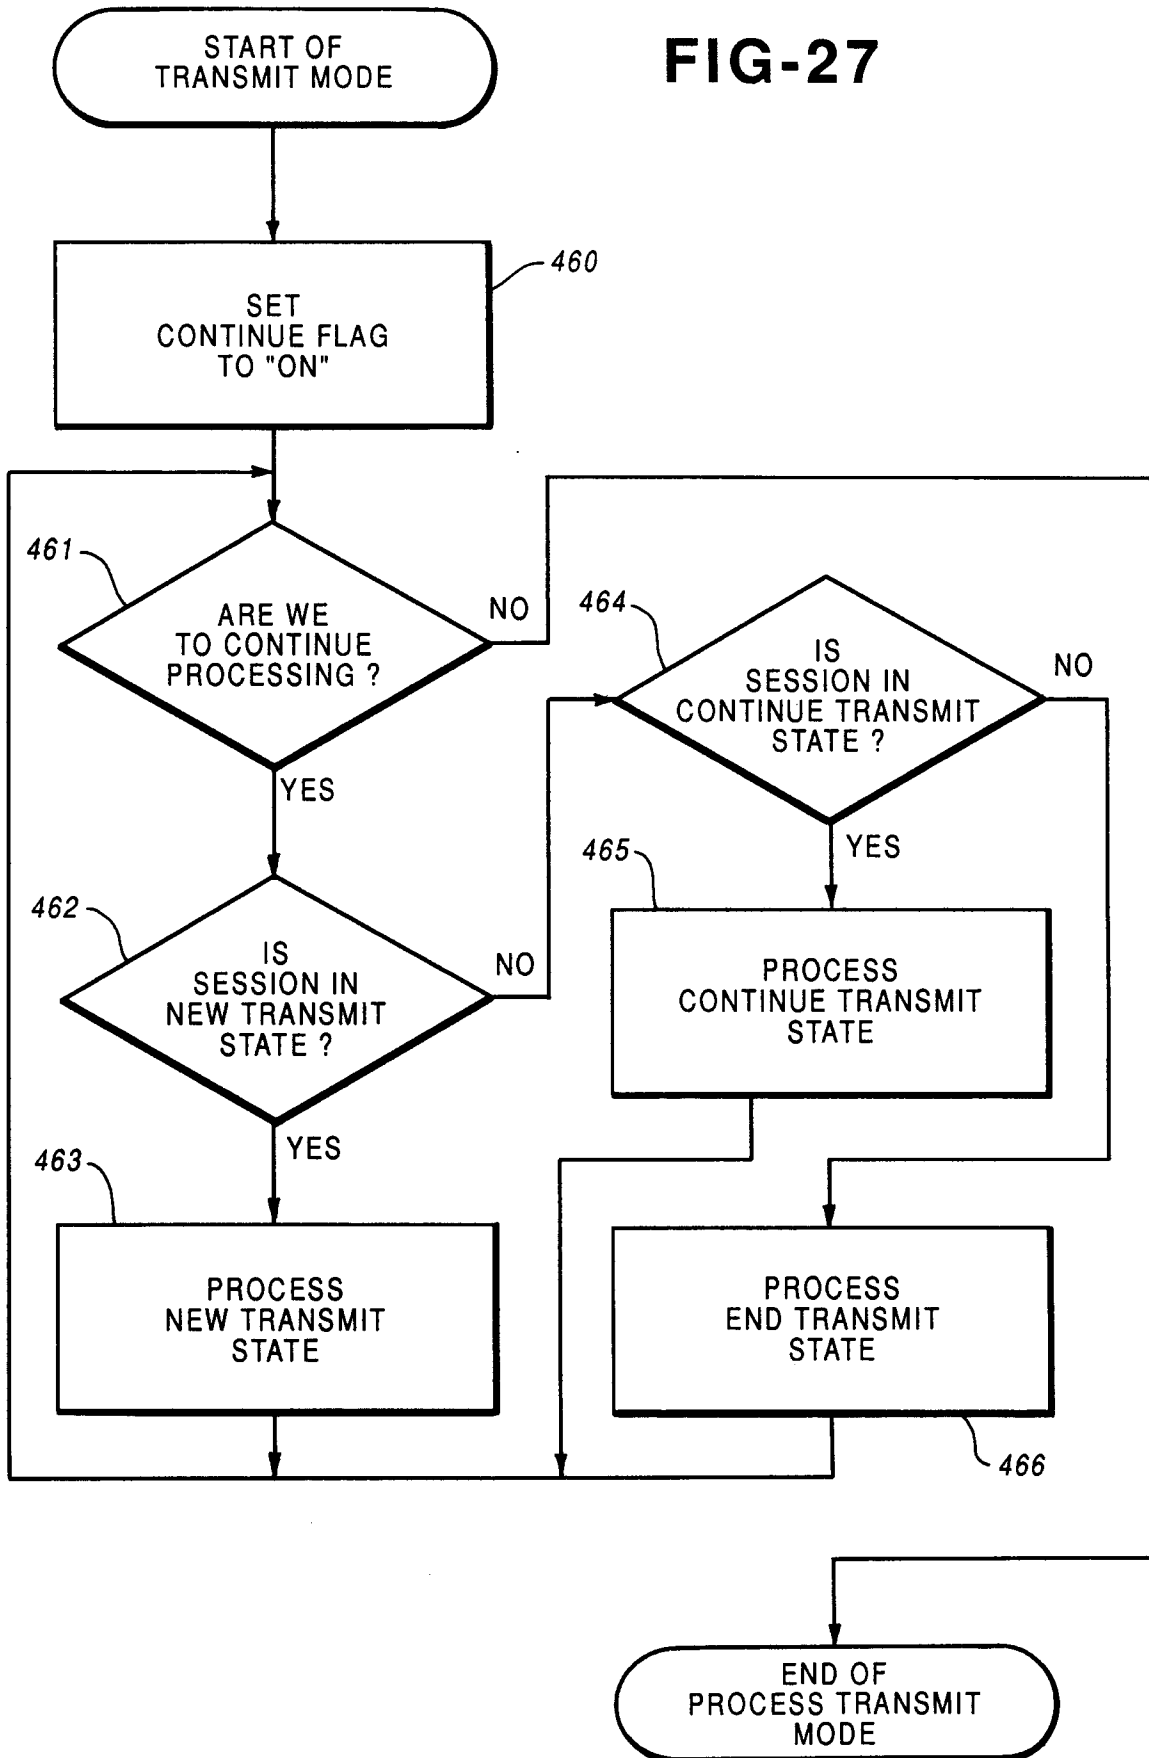 START OF
TRANSMIT MODE
FIG-27
460
SET
CONTINUE FLAG
TO "ON"
461
ARE WE
TO CONTINUE
PROCESSING ?
NO
YES
462
IS
SESSION IN
NEW TRANSMIT
STATE ?
NO
YES
463
PROCESS
NEW TRANSMIT
STATE
464
IS
SESSION IN
CONTINUE TRANSMIT
STATE ?
NO
YES
465
PROCESS
CONTINUE TRANSMIT
STATE
PROCESS
END TRANSMIT
STATE
466
END OF
PROCESS TRANSMIT
MODE